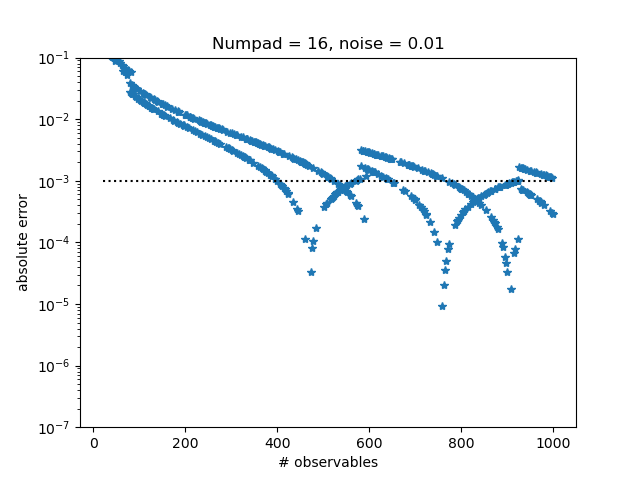 Numpad = 16, noise = 0.01
absolute error
10⁻¹
10⁻²
10⁻³
10⁻⁴
10⁻⁵
10⁻⁶
10⁻⁷
0 200 400 600 800 1000
# observables